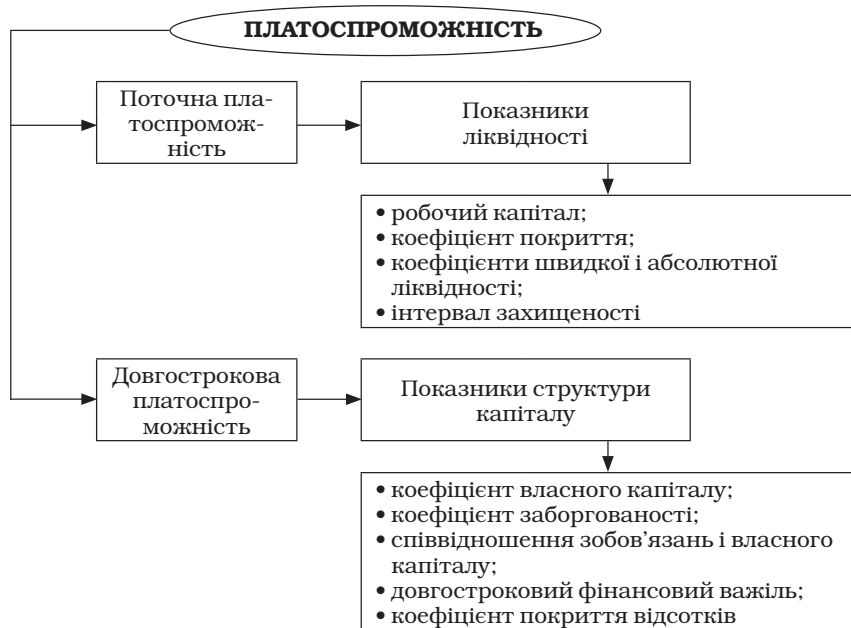 ПЛАТОСПРОМОЖНІСТЬ
Поточна пла-
тоспромож-
ність
Показники
ліквідності
• робочий капітал;
• коефіцієнт покриття;
• коефіцієнти швидкої і абсолютної
ліквідності;
• інтервал захищеності
Довгострокова
платоспро-
можність
Показники структури
капіталу
• коефіцієнт власного капіталу;
• коефіцієнт заборгованості;
• співвідношення зобов’язань і власного
капіталу;
• довгостроковий фінансовий важіль;
• коефіцієнт покриття відсотків